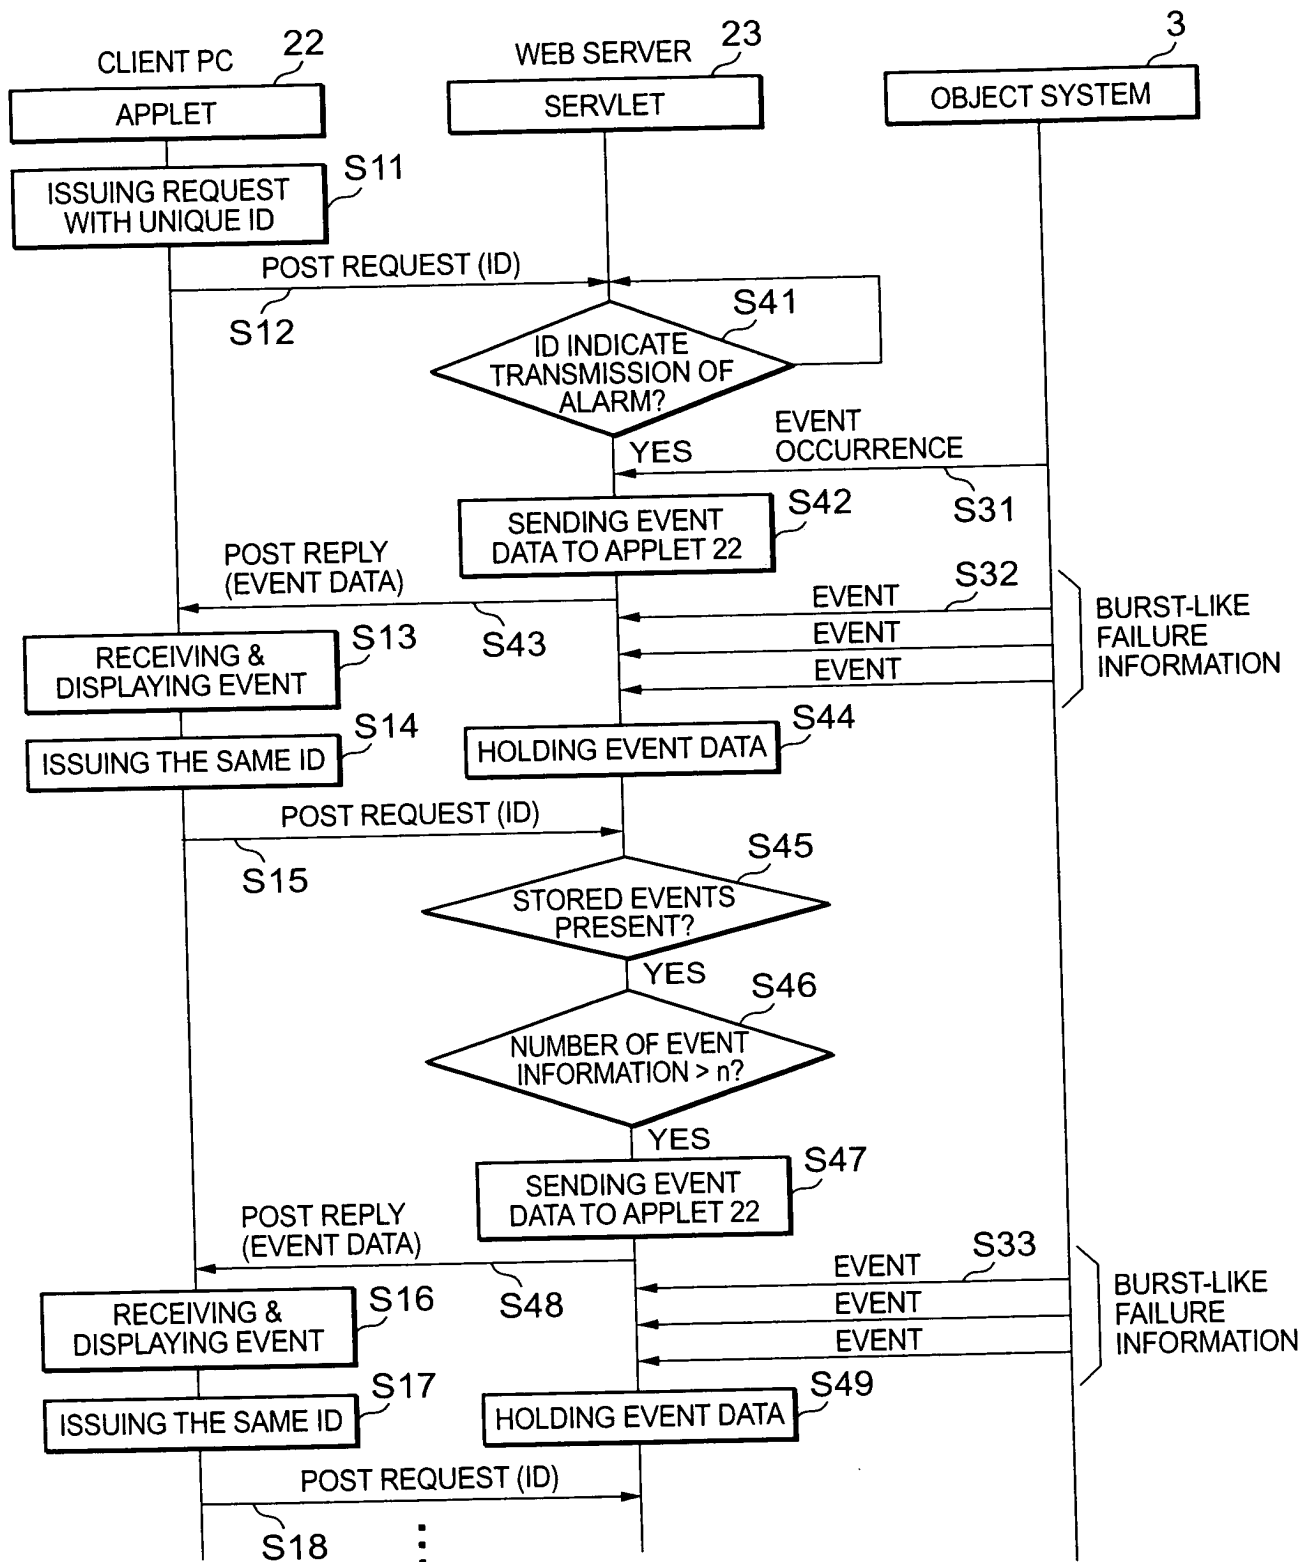 CLIENT PC
22
WEB SERVER
23
3
APPLET
SERVLET
OBJECT SYSTEM
S11
ISSUING REQUEST
WITH UNIQUE ID
POST REQUEST (ID)
S12
S41
ID INDICATE
TRANSMISSION OF
ALARM?
YES
EVENT
OCCURRENCE
S31
S42
SENDING EVENT
DATA TO APPLET 22
POST REPLY
(EVENT DATA)
S43
EVENT
S32
EVENT
EVENT
BURST-LIKE
FAILURE
INFORMATION
S13
RECEIVING &
DISPLAYING EVENT
S14
ISSUING THE SAME ID
S44
HOLDING EVENT DATA
POST REQUEST (ID)
S15
S45
STORED EVENTS
PRESENT?
YES
S46
NUMBER OF EVENT
INFORMATION > n?
YES
S47
SENDING EVENT
DATA TO APPLET 22
POST REPLY
(EVENT DATA)
S48
EVENT
S33
EVENT
EVENT
BURST-LIKE
FAILURE
INFORMATION
S16
RECEIVING &
DISPLAYING EVENT
S17
ISSUING THE SAME ID
S49
HOLDING EVENT DATA
POST REQUEST (ID)
S18